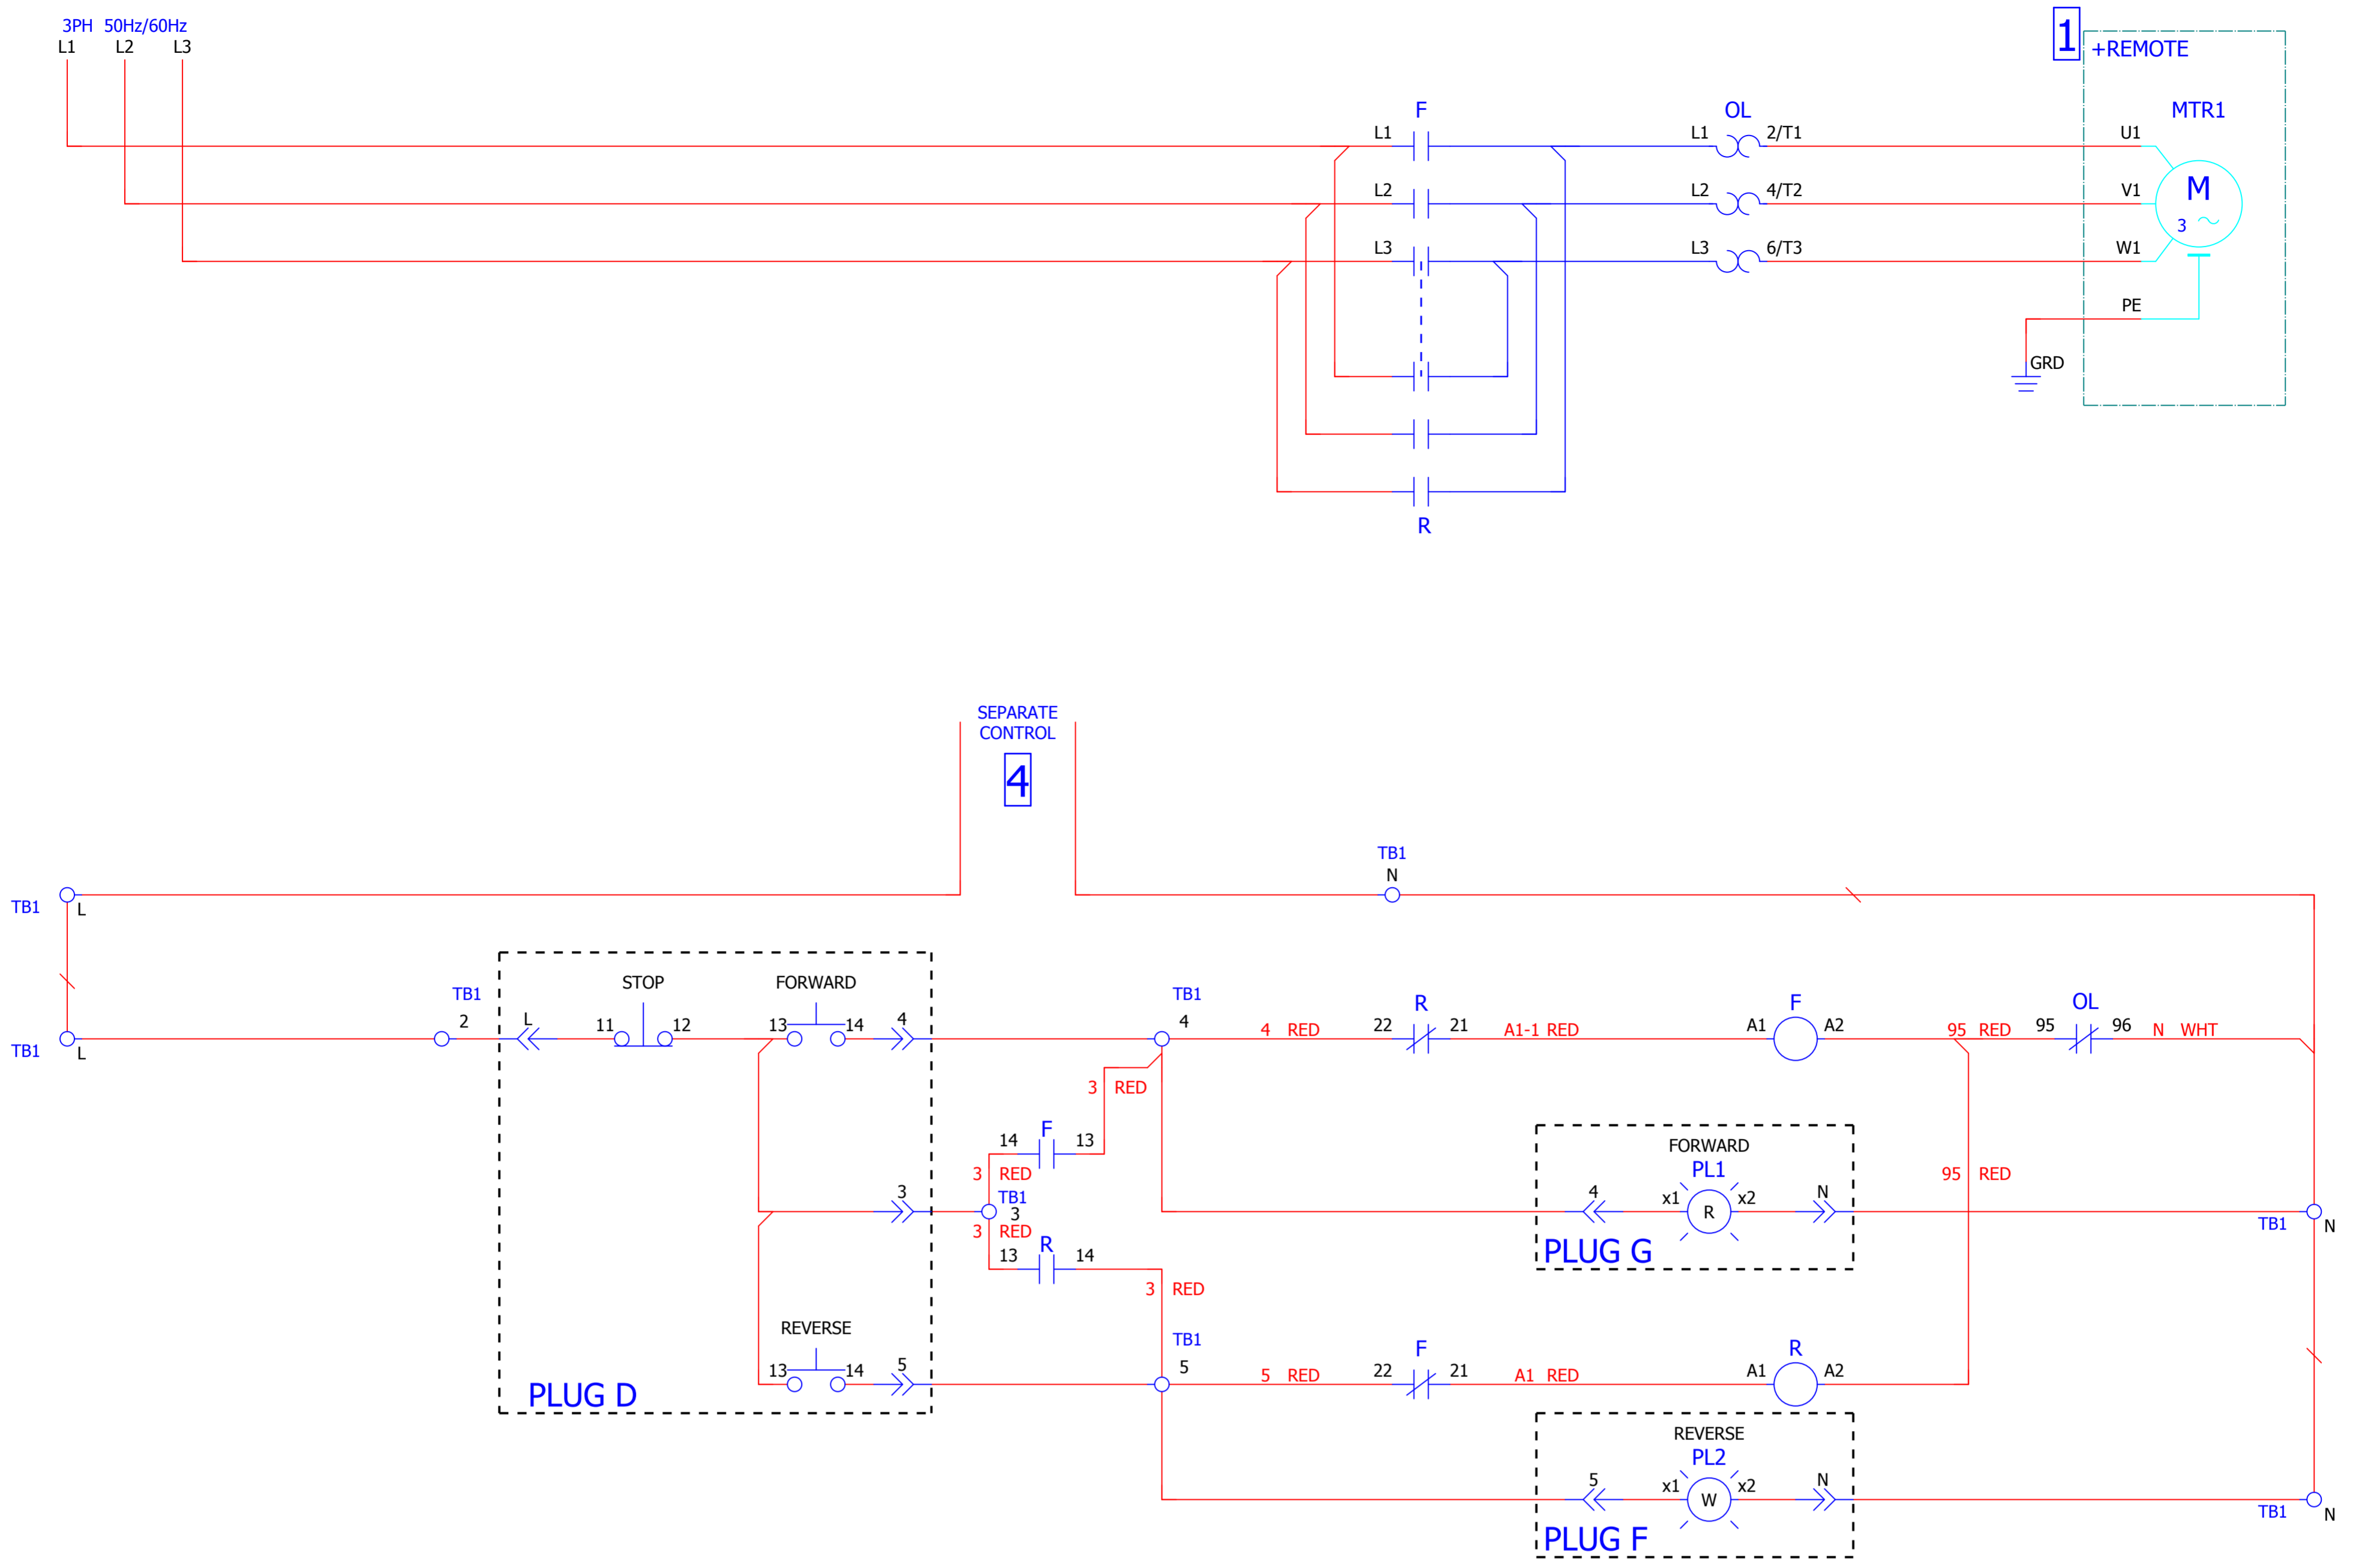 3PH 50Hz/60Hz
L1 L2 L3
1
+REMOTE
F
OL
MTR1
L1
L1
2/T1
U1
L2
L2
4/T2
V1
M
3
L3
L3
6/T3
W1
PE
GRD
R
SEPARATE
CONTROL
4
TB1
N
TB1
L
TB1
L
TB1
2
L
STOP
11
12
FORWARD
13
14
4
TB1
4
4 RED
R
22
21
A1-1 RED
F
A1
A2
95 RED
OL
95
96
N WHT
3 RED
F
14
13
3 RED
3
TB1
3
3 RED
R
13
14
3 RED
FORWARD
PL1
4
x1
R
x2
N
PLUG G
95 RED
TB1
N
REVERSE
13
14
5
PLUG D
TB1
5
5 RED
F
22
21
A1 RED
R
A1
A2
REVERSE
PL2
5
x1
W
x2
N
PLUG F
TB1
N